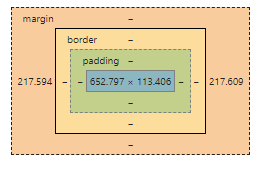 margin –
border –
padding –
217.594 – – 652.797 × 113.406 – – 217.609
–
–
–